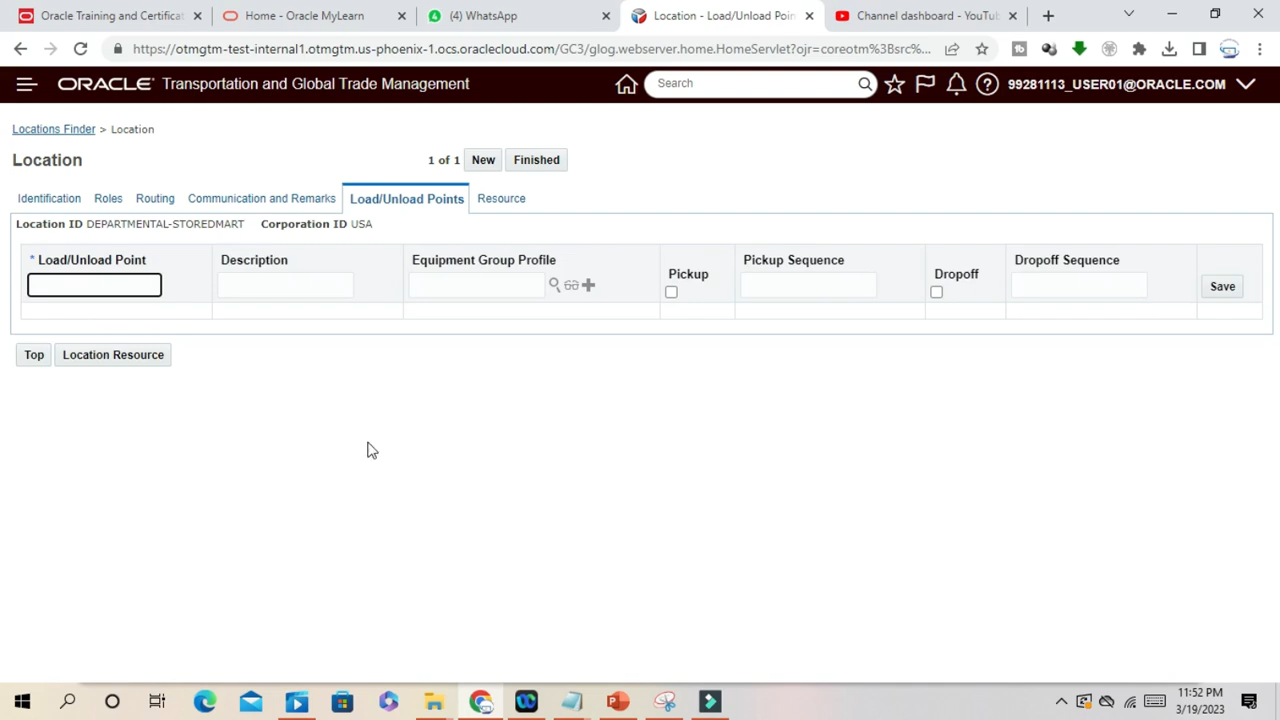 Oracle Training and Certifica
Home - Oracle MyLearn
(4) WhatsApp
Location - Load/Unload Poin
Channel dashboard - YouTu
https://otmgtm-test-internal1.otmgtm.us-phoenix-1.ocs.oraclecloud.com/GC3/glog.webserver.home.HomeServlet?ojr=coreotm%3Bsrc%...
ORACLE Transportation and Global Trade Management
Search
99281113_USER01@ORACLE.COM
Locations Finder > Location
Location
1 of 1 New Finished
Identification Roles Routing Communication and Remarks Load/Unload Points Resource
Location ID DEPARTMENTAL-STOREDMART Corporation ID USA
* Load/Unload Point Description Equipment Group Profile Pickup Pickup Sequence Dropoff Dropoff Sequence
Save
Top Location Resource
11:52 PM
3/19/2023